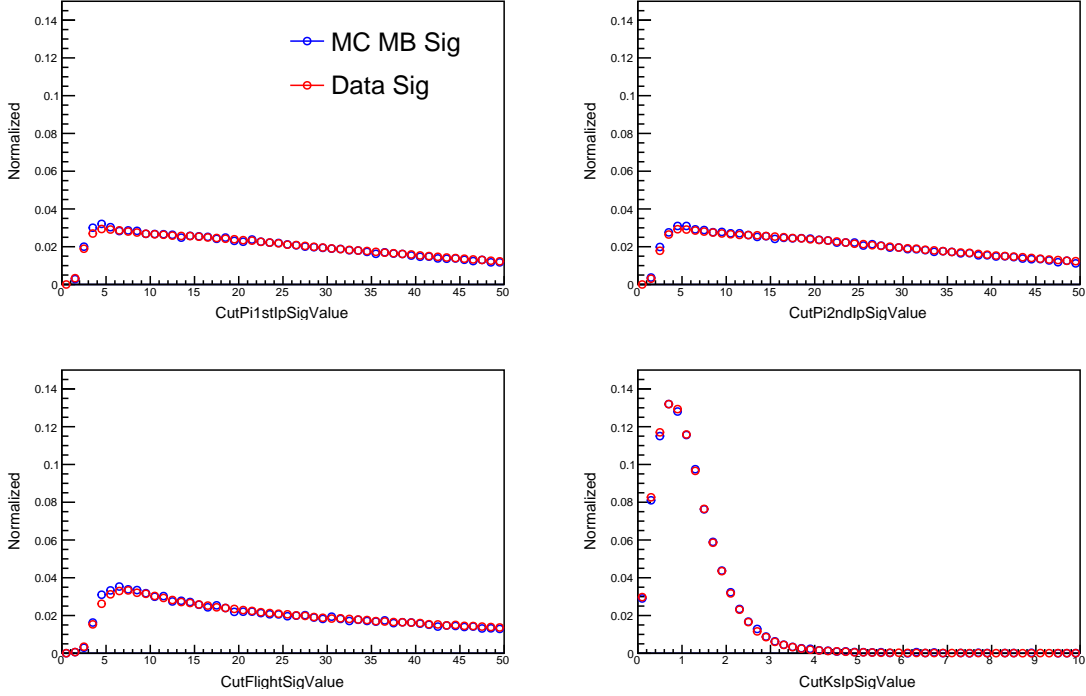 0.14
0.12
0.1
0.08
0.06
0.04
0.02
0
Normalized
MC MB Sig
Data Sig
0 5 10 15 20 25 30 35 40 45 50
CutPi1stIpSigValue
0.14
0.12
0.1
0.08
0.06
0.04
0.02
0
Normalized
0 5 10 15 20 25 30 35 40 45 50
CutPi2ndIpSigValue
0.14
0.12
0.1
0.08
0.06
0.04
0.02
0
Normalized
0 5 10 15 20 25 30 35 40 45 50
CutFlightSigValue
0.14
0.12
0.1
0.08
0.06
0.04
0.02
0
Normalized
0 1 2 3 4 5 6 7 8 9 10
CutKsIpSigValue